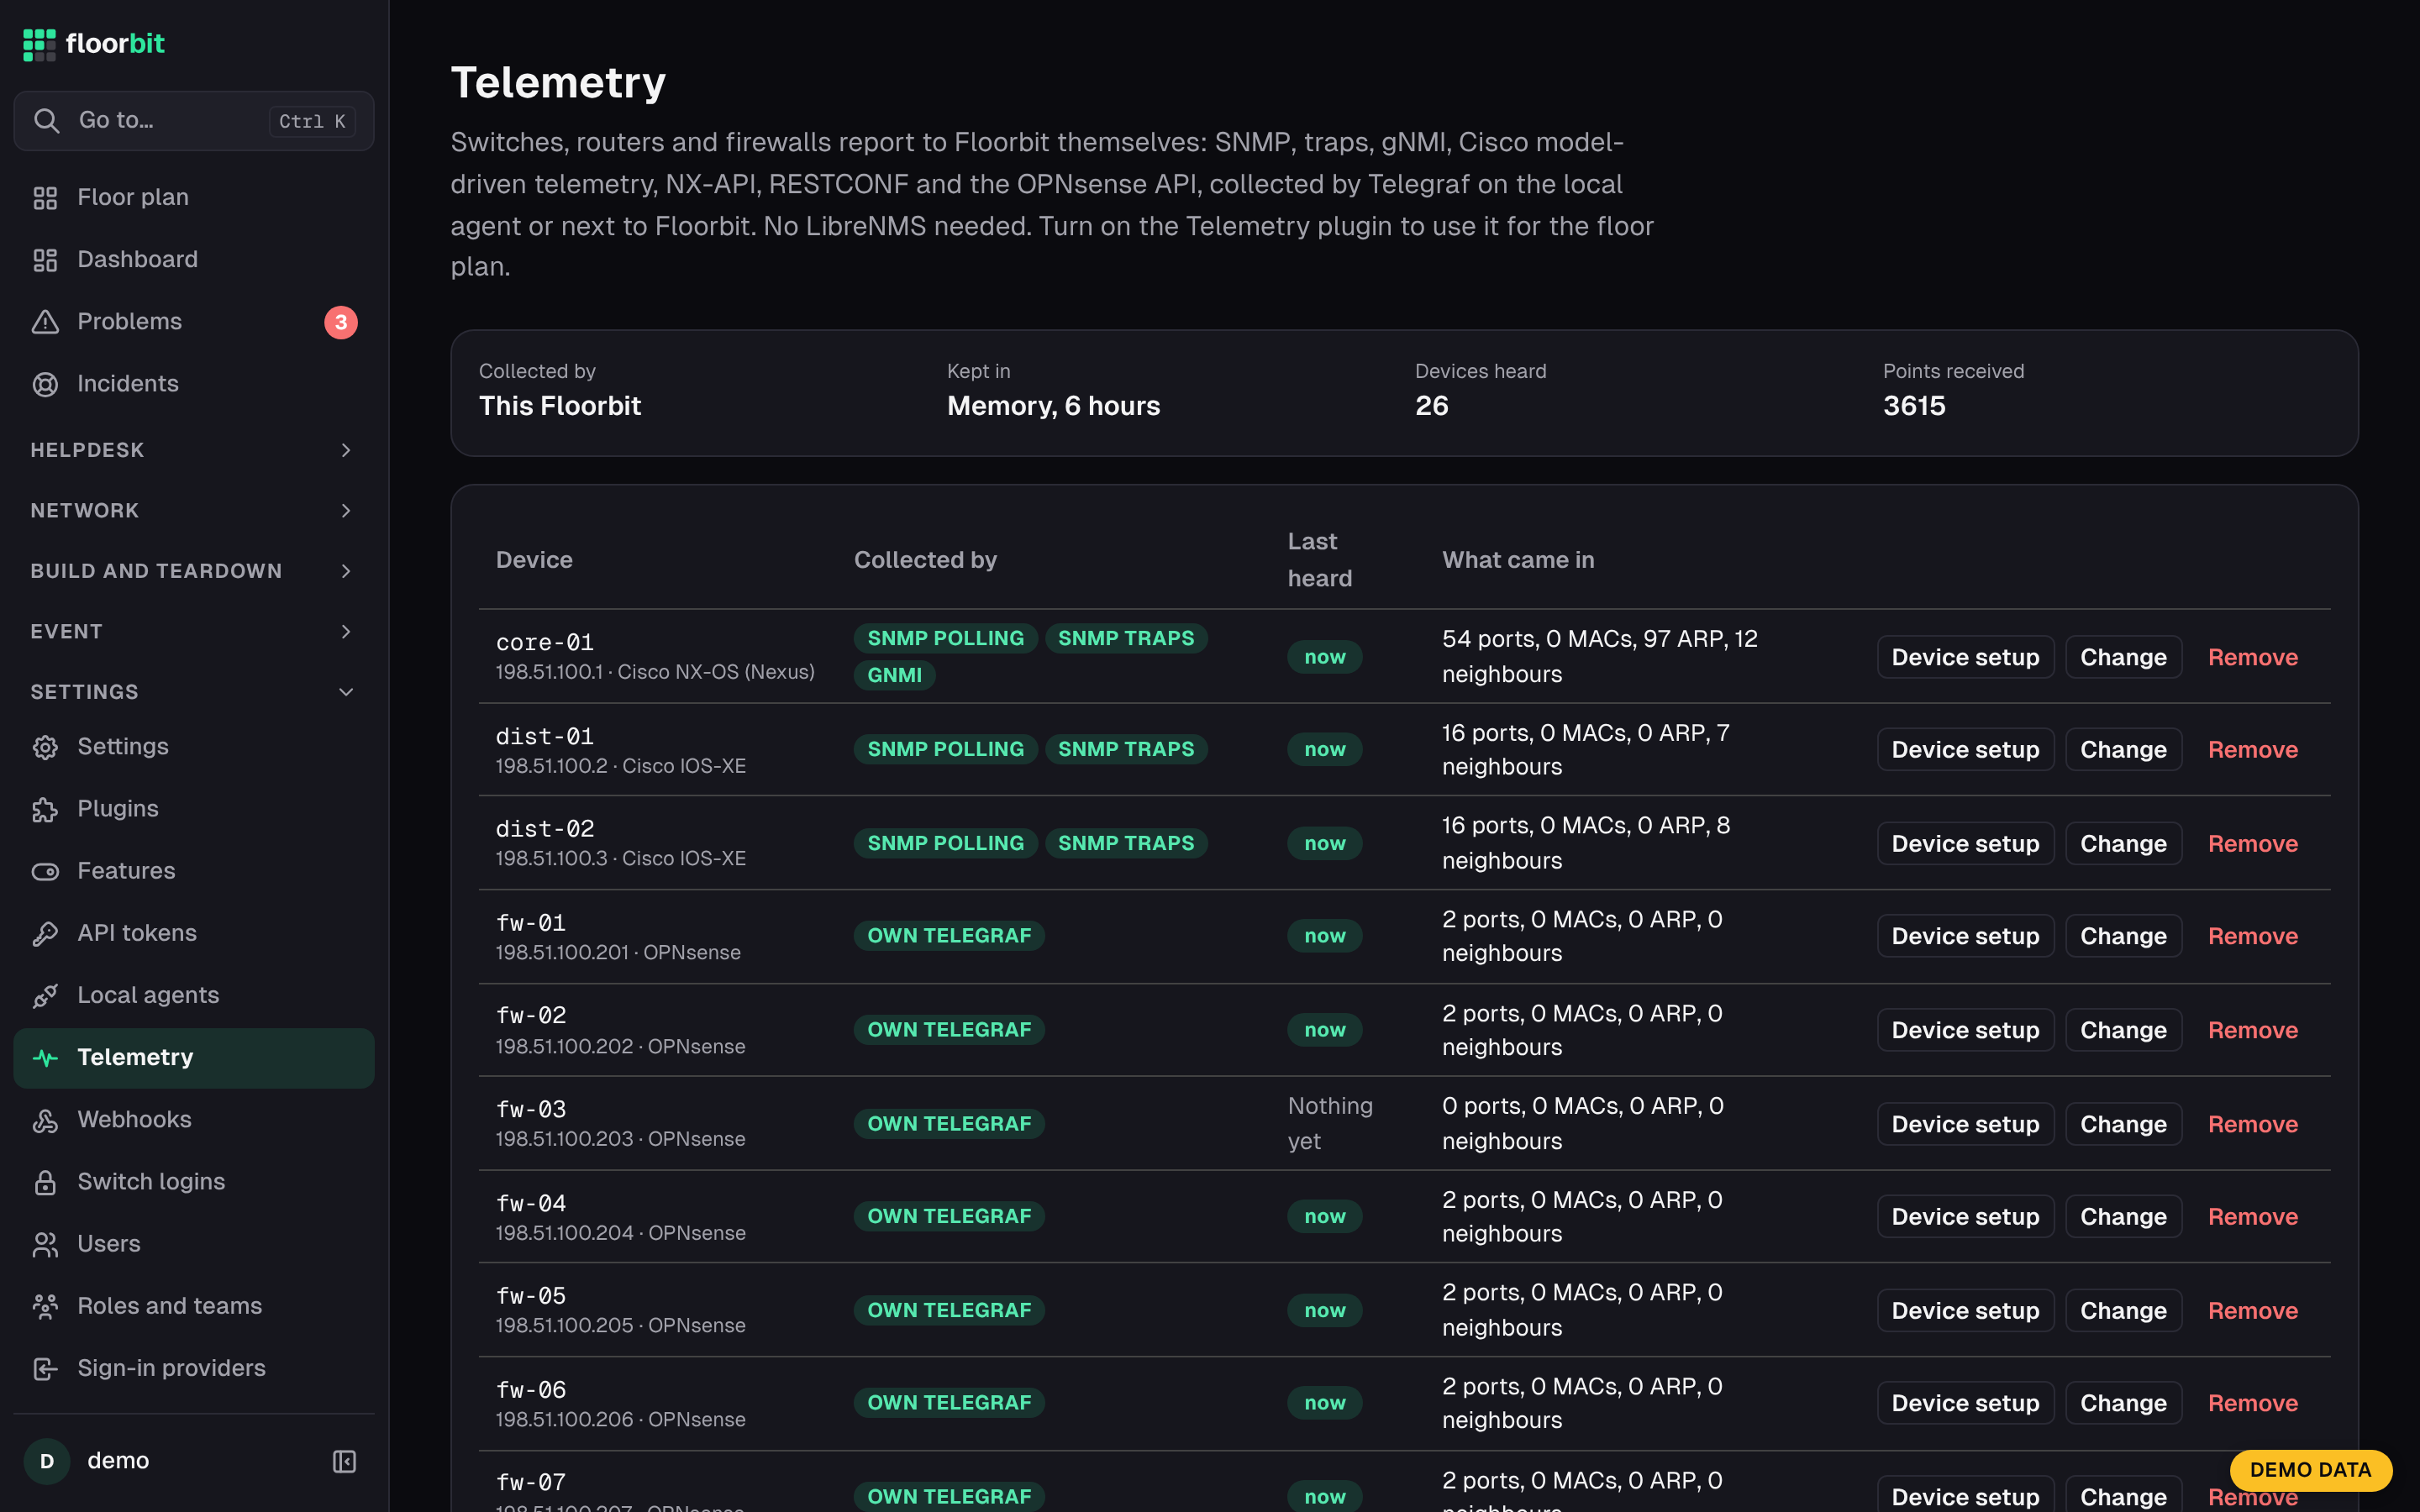 floorbit
Go to...
Ctrl K
Floor plan
Dashboard
Problems
3
Incidents
HELPDESK
NETWORK
BUILD AND TEARDOWN
EVENT
SETTINGS
Settings
Plugins
Features
API tokens
Local agents
Telemetry
Webhooks
Switch logins
Users
Roles and teams
Sign-in providers
D
demo
Telemetry
Switches, routers and firewalls report to Floorbit themselves: SNMP, traps, gNMI, Cisco model-
driven telemetry, NX-API, RESTCONF and the OPNsense API, collected by Telegraf on the local
agent or next to Floorbit. No LibreNMS needed. Turn on the Telemetry plugin to use it for the floor
plan.
Collected by
This Floorbit
Kept in
Memory, 6 hours
Devices heard
26
Points received
3615
Device
Collected by
Last
heard
What came in
core-01
198.51.100.1 · Cisco NX-OS (Nexus)
SNMP POLLING SNMP TRAPS
GNMI
now
54 ports, 0 MACs, 97 ARP, 12
neighbours
Device setup Change Remove
dist-01
198.51.100.2 · Cisco IOS-XE
SNMP POLLING SNMP TRAPS
now
16 ports, 0 MACs, 0 ARP, 7
neighbours
Device setup Change Remove
dist-02
198.51.100.3 · Cisco IOS-XE
SNMP POLLING SNMP TRAPS
now
16 ports, 0 MACs, 0 ARP, 8
neighbours
Device setup Change Remove
fw-01
198.51.100.201 · OPNsense
OWN TELEGRAF
now
2 ports, 0 MACs, 0 ARP, 0
neighbours
Device setup Change Remove
fw-02
198.51.100.202 · OPNsense
OWN TELEGRAF
now
2 ports, 0 MACs, 0 ARP, 0
neighbours
Device setup Change Remove
fw-03
198.51.100.203 · OPNsense
OWN TELEGRAF
Nothing
yet
0 ports, 0 MACs, 0 ARP, 0
neighbours
Device setup Change Remove
fw-04
198.51.100.204 · OPNsense
OWN TELEGRAF
now
2 ports, 0 MACs, 0 ARP, 0
neighbours
Device setup Change Remove
fw-05
198.51.100.205 · OPNsense
OWN TELEGRAF
now
2 ports, 0 MACs, 0 ARP, 0
neighbours
Device setup Change Remove
fw-06
198.51.100.206 · OPNsense
OWN TELEGRAF
now
2 ports, 0 MACs, 0 ARP, 0
neighbours
Device setup Change Remove
fw-07
OWN TELEGRAF
now
2 ports, 0 MACs, 0 ARP, 0
Device setup Change Remove
DEMO DATA